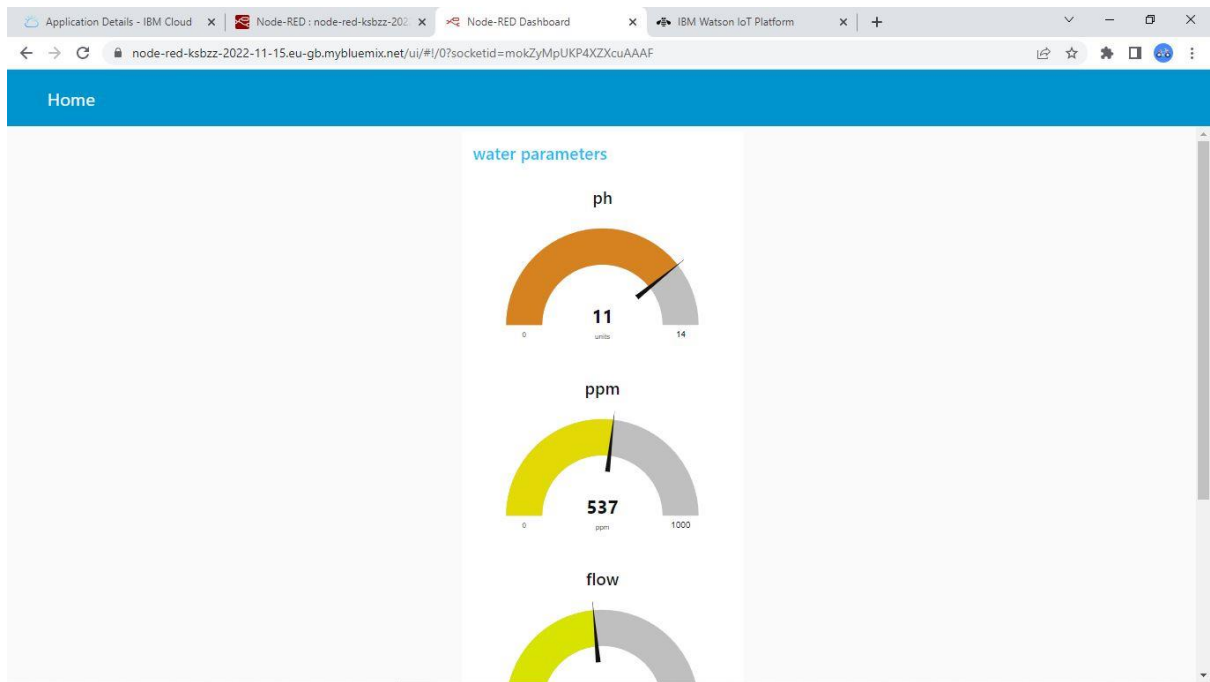 Application Details - IBM Cloud
Node-RED : node-red-ksbzz-202
Node-RED Dashboard
IBM Watson IoT Platform
node-red-ksbzz-2022-11-15.eu-gb.mybluemix.net/ui/#!/0?socketid=mokZyMpUKP4XZXcuAAAF
Home
water parameters
ph
11
units
0
14
ppm
537
ppm
0
1000
flow